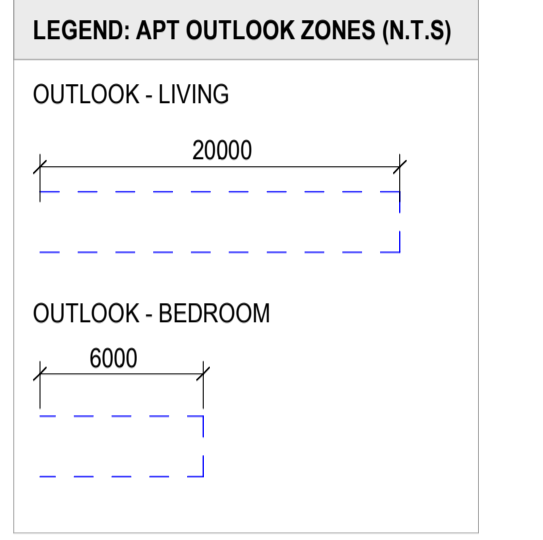 LEGEND: APT OUTLOOK ZONES (N.T.S)
OUTLOOK - LIVING
20000
OUTLOOK - BEDROOM
6000